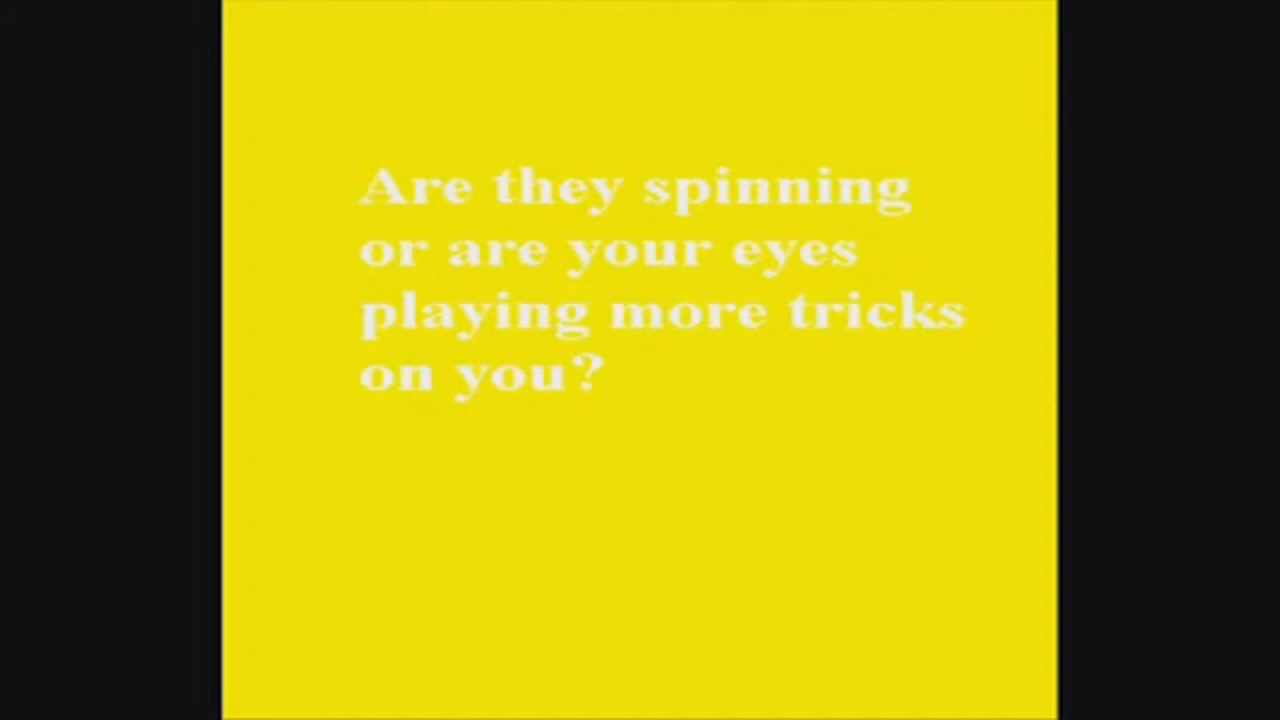 Are they spinning
or are your eyes
playing more tricks
on you?